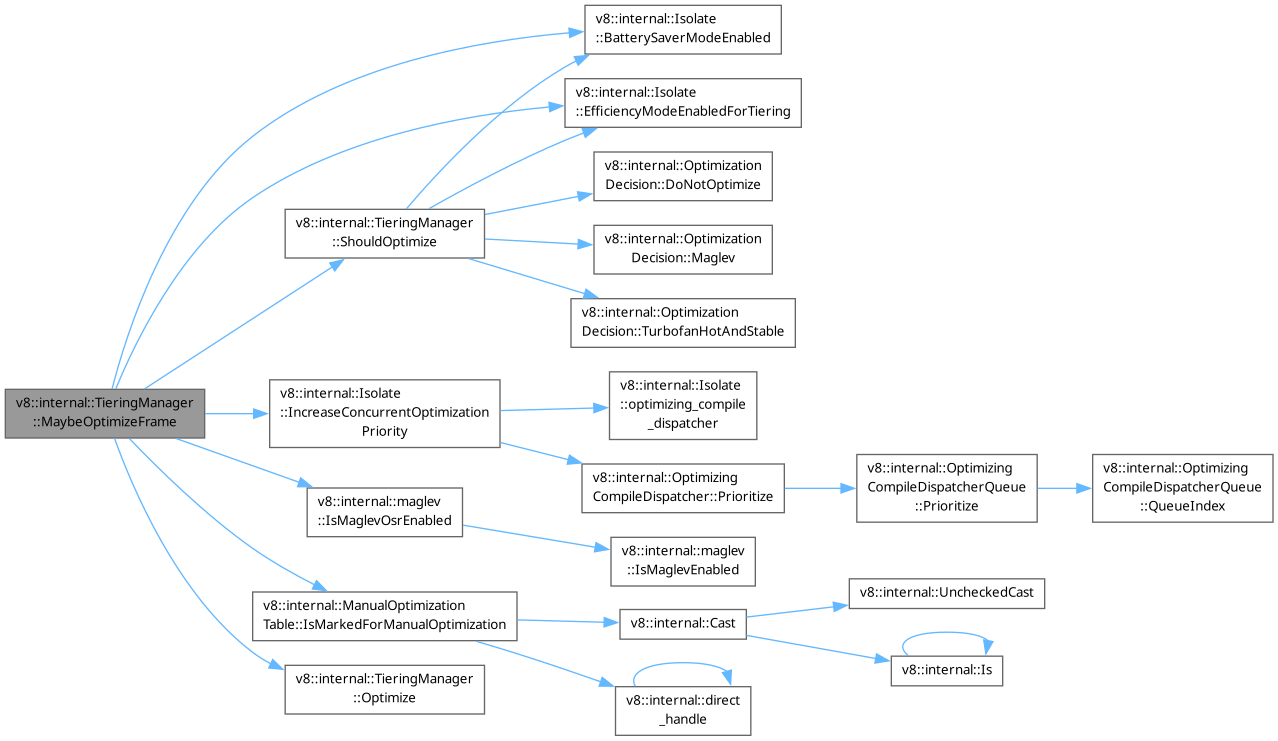 v8::internal::Isolate
::BatterySaverModeEnabled
v8::internal::Isolate
::EfficiencyModeEnabledForTiering
v8::internal::Optimization
Decision::DoNotOptimize
v8::internal::TieringManager
::ShouldOptimize
v8::internal::Optimization
Decision::Maglev
v8::internal::Optimization
Decision::TurbofanHotAndStable
v8::internal::TieringManager
::MaybeOptimizeFrame
v8::internal::Isolate
::IncreaseConcurrentOptimization
Priority
v8::internal::Isolate
::optimizing_compile
_dispatcher
v8::internal::Optimizing
CompileDispatcher::Prioritize
v8::internal::Optimizing
CompileDispatcherQueue
::Prioritize
v8::internal::Optimizing
CompileDispatcherQueue
::QueueIndex
v8::internal::maglev
::IsMaglevOsrEnabled
v8::internal::maglev
::IsMaglevEnabled
v8::internal::ManualOptimization
Table::IsMarkedForManualOptimization
v8::internal::Cast
v8::internal::UncheckedCast
v8::internal::Is
v8::internal::TieringManager
::Optimize
v8::internal::direct
_handle